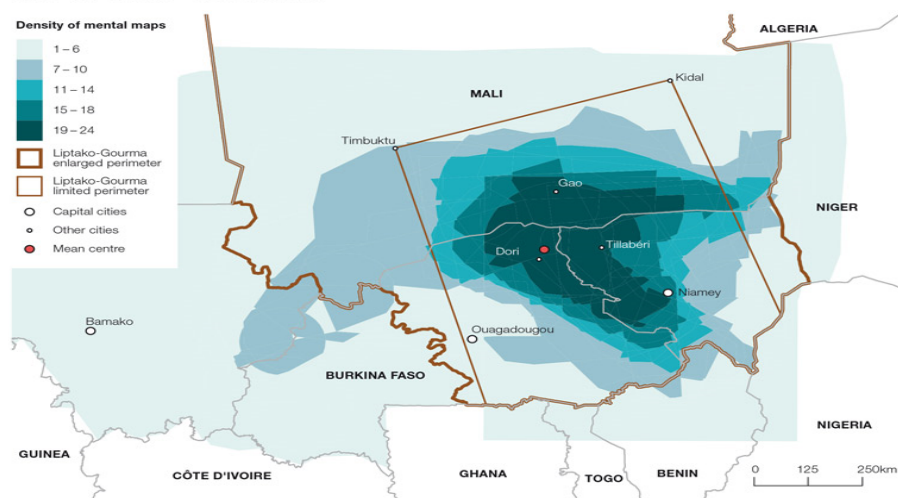 Density of mental maps
1 – 6
7 – 10
11 – 14
15 – 18
19 – 24
Liptako-Gourma
enlarged perimeter
Liptako-Gourma
limited perimeter
Capital cities
Other cities
Mean centre
ALGERIA
MALI
Kidal
Timbuktu
Gao
NIGER
Dori
Tillabéri
Niamey
Bamako
Ouagadougou
BURKINA FASO
NIGERIA
GUINEA
CÔTE D'IVOIRE
GHANA
TOGO
BENIN
0 125 250km